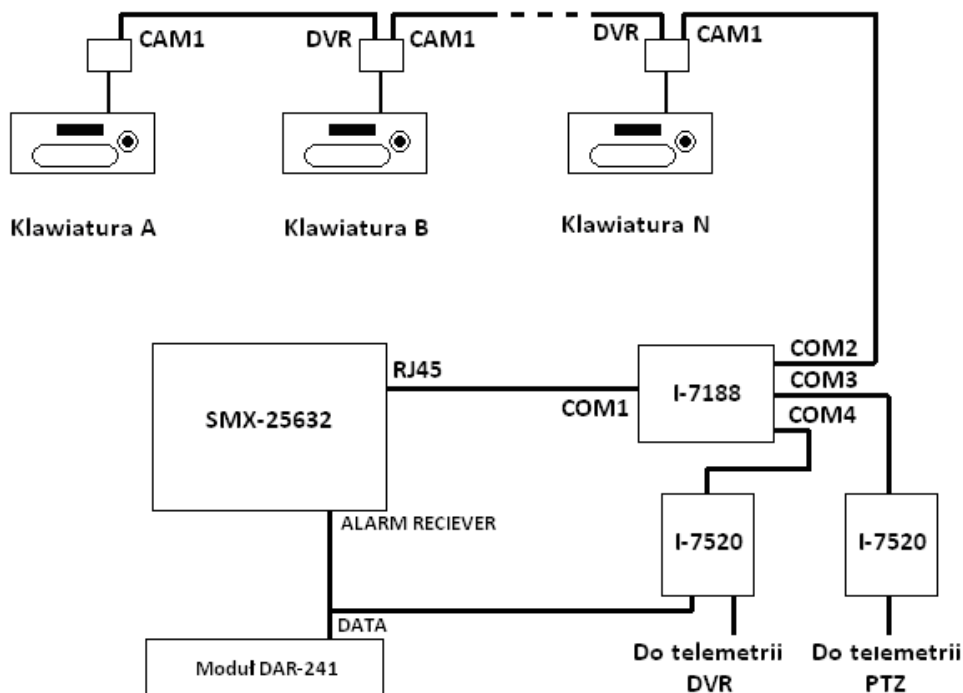 CAM1
DVR
CAM1
DVR
CAM1
Klawiatura A
Klawiatura B
Klawiatura N
COM2
RJ45
COM3
I-7188
COM1
COM4
SMX-25632
ALARM RECIEVER
I-7520
I-7520
DATA
Moduł DAR-241
Do telemetrii
DVR
Do telemetrii
PTZ